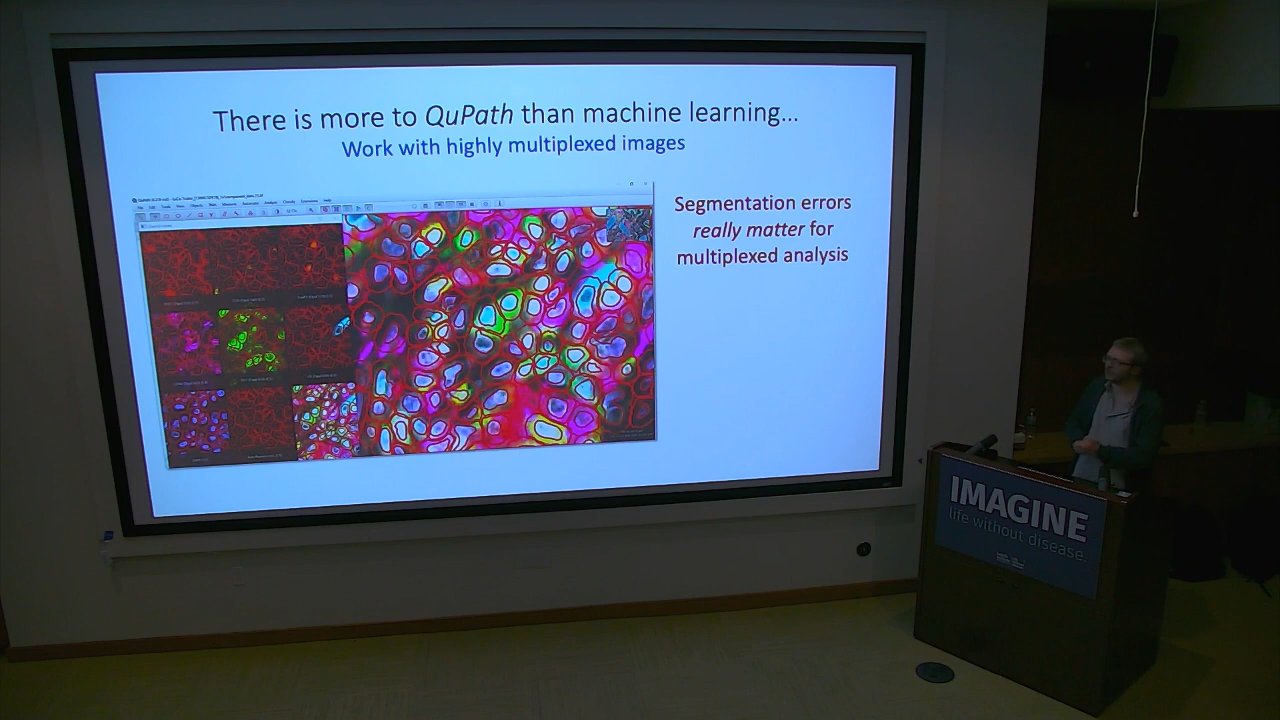 There is more to QuPath than machine learning...
Work with highly multiplexed images
Segmentation errors
really matter for
multiplexed analysis
IMAGINE
life without disease.